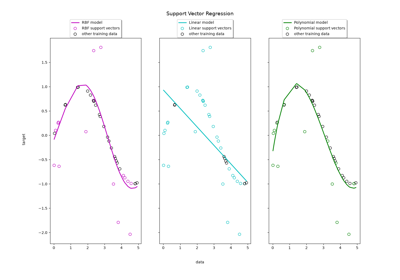 Support Vector Regression
RBF model
RBF support vectors
other training data
Linear model
Linear support vectors
other training data
Polynomial model
Polynomial support vectors
other training data
target
1.5
1.0
0.5
0.0
−0.5
−1.0
−1.5
−2.0
0 1 2 3 4 5
0 1 2 3 4 5
0 1 2 3 4 5
data